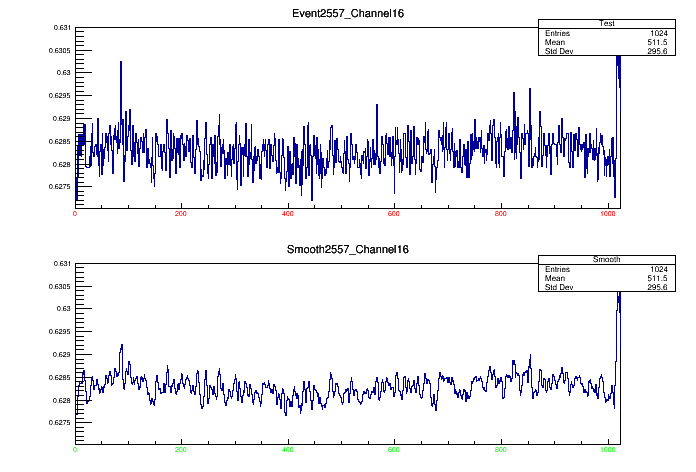 Event2557_Channel16
Test
Entries 1024
Mean 511.5
Std Dev 295.6
0.631
0.6305
0.63
0.6295
0.629
0.6285
0.628
0.6275
0 200 400 600 800 1000
Smooth2557_Channel16
Smooth
Entries 1024
Mean 511.5
Std Dev 295.6
0.631
0.6305
0.63
0.6295
0.629
0.6285
0.628
0.6275
0 200 400 600 800 1000